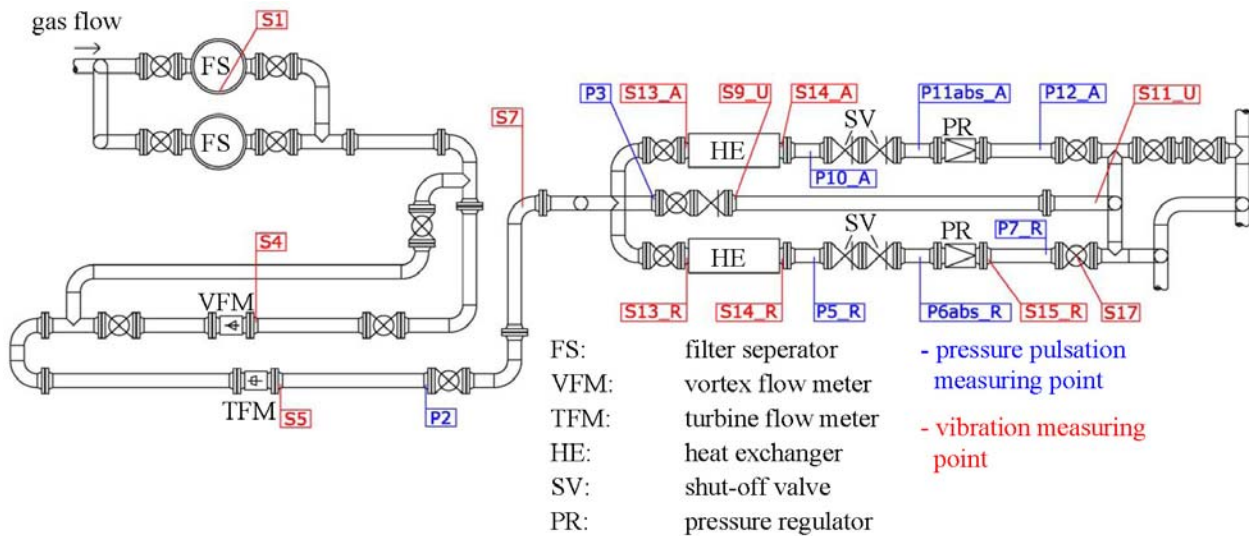 gas flow
S1
FS
FS
S7
P3
S13_A
S9_U
S14_A
SV
P11abs_A
PR
P12_A
S11_U
HE
P10_A
SV
PR
P7_R
HE
S13_R
S14_R
P5_R
P6abs_R
S15_R
S17
S4
VFM
TFM
S5
P2
FS: filter seperator
VFM: vortex flow meter
TFM: turbine flow meter
HE: heat exchanger
SV: shut-off valve
PR: pressure regulator
- pressure pulsation
measuring point
- vibration measuring
point